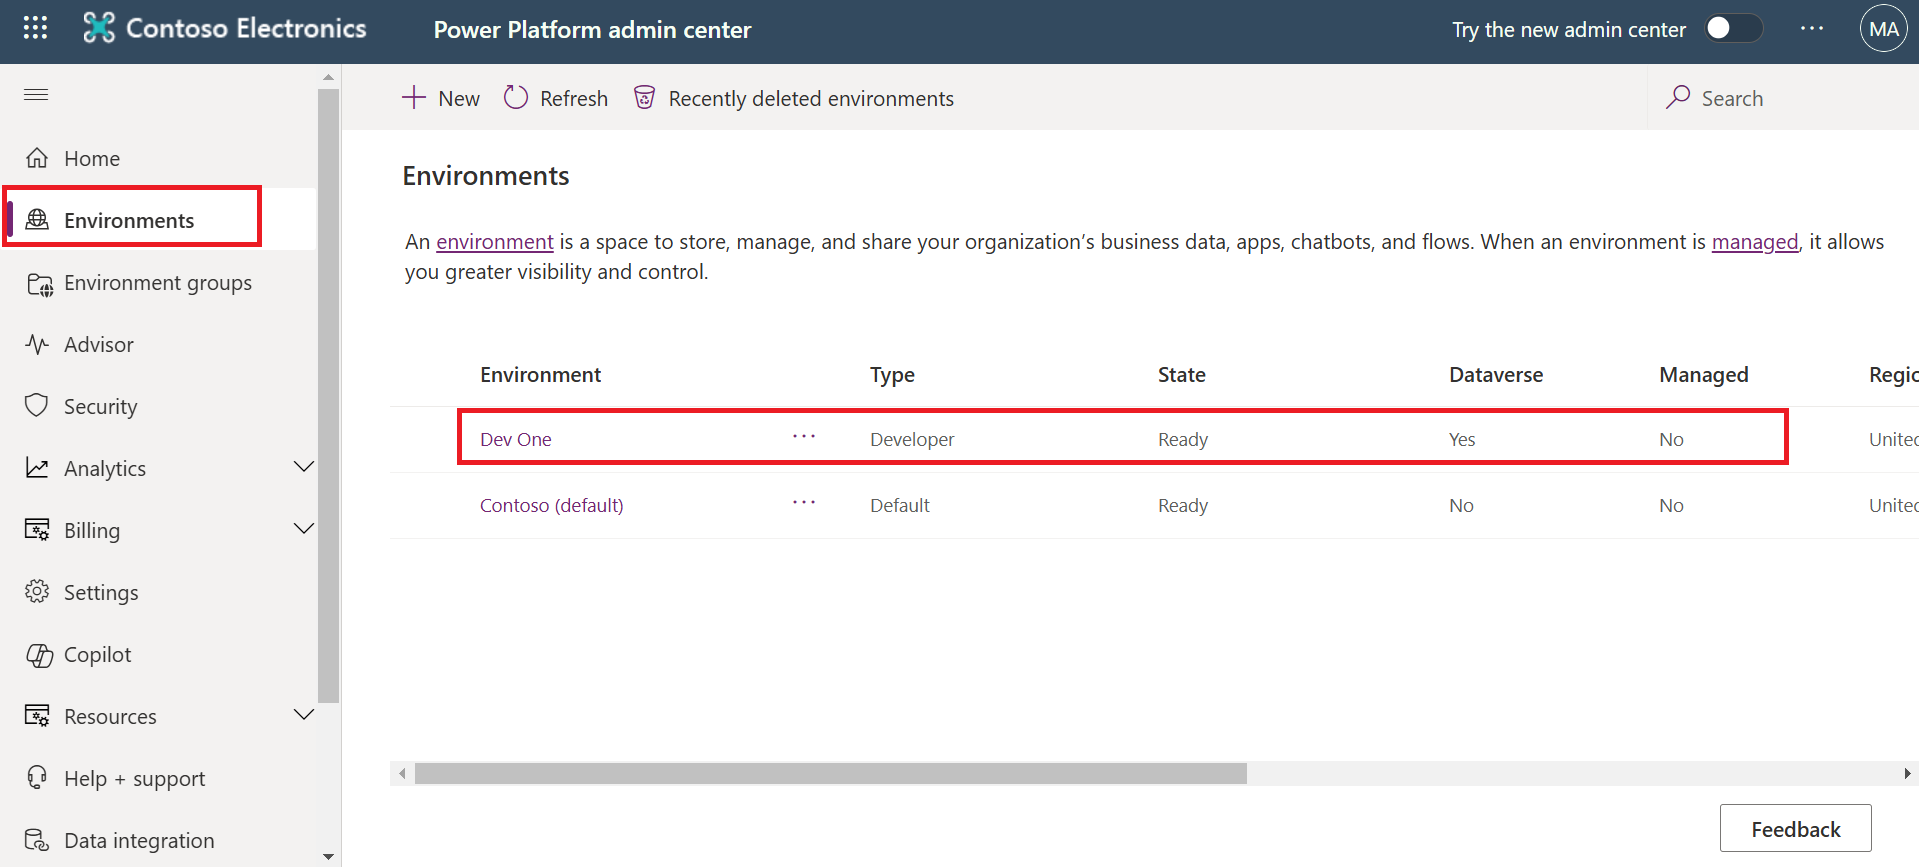 Contoso Electronics
Power Platform admin center
Try the new admin center
MA
New
Refresh
Recently deleted environments
Search
Home
Environments
Environment groups
Advisor
Security
Analytics
Billing
Settings
Copilot
Resources
Help + support
Data integration
Environments
An environment is a space to store, manage, and share your organization's business data, apps, chatbots, and flows. When an environment is managed, it allows
you greater visibility and control.
Environment Type State Dataverse Managed Regic
Dev One ... Developer Ready Yes No United
Contoso (default) ... Default Ready No No United
Feedback